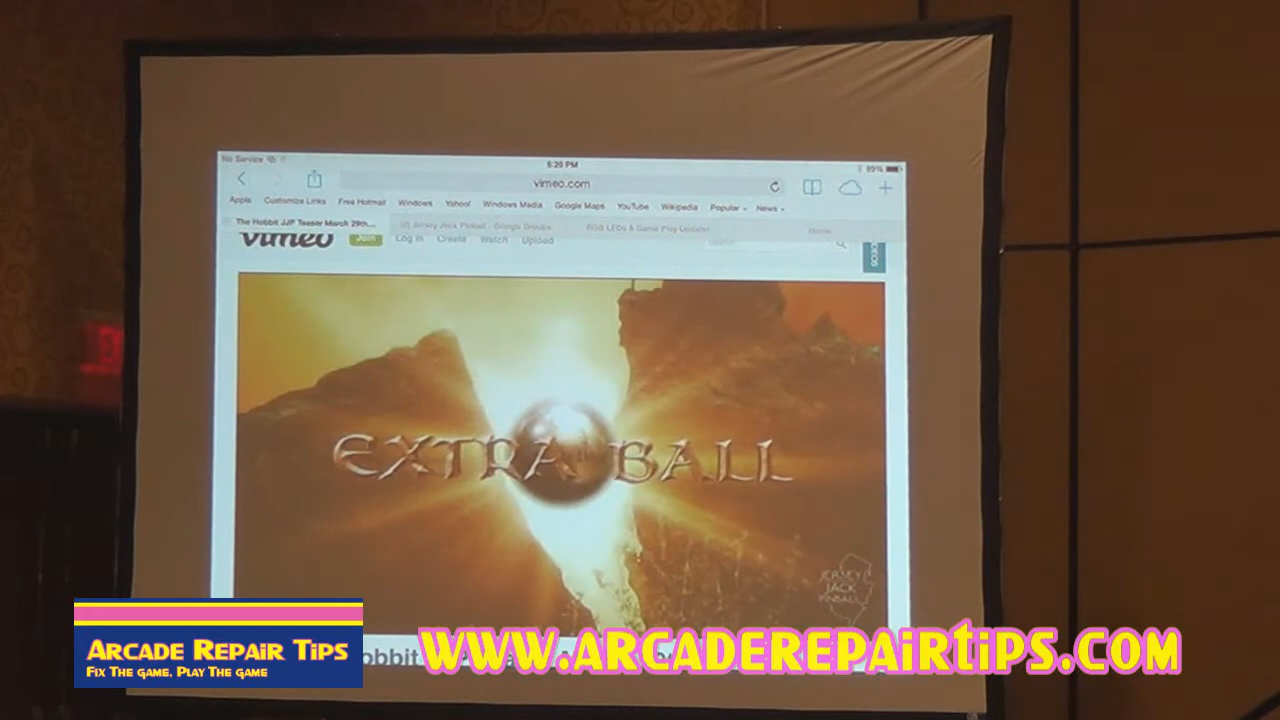 No Service
5:20 PM
89%
vimeo.com
Apple Customize Links Free Hotmail Windows Yahoo! Windows Media Google Maps YouTube Wikipedia Popular News
The Hobbit JJP Teaser March 29th...
Jersey Jack Pinball - Google Groups
RGB LEDs & Game Play Update!
Home
vimeo Join Log In Create Watch Upload
EXTRA BALL
JERSEY
JACK
PINBALL
ARCADE REPAIR TIPS
FIX THE GAME, PLAY THE GAME
www.arcaderepairtips.com